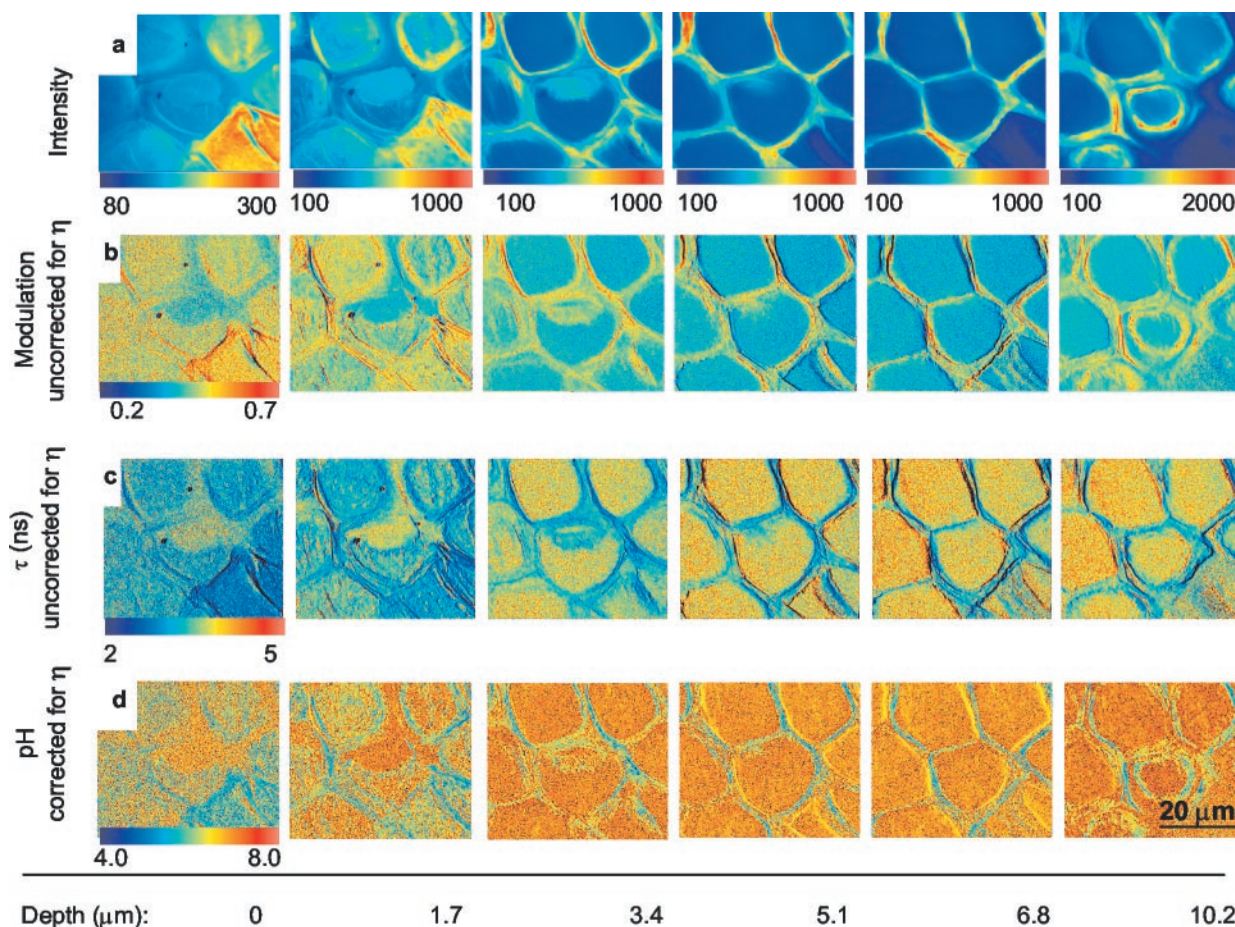 a
Intensity
80 300
100 1000
100 1000
100 1000
100 1000
100 2000
b
Modulation
uncorrected for η
0.2 0.7
c
τ (ns)
uncorrected for η
2 5
d
pH
corrected for η
4.0 8.0
20 μm
Depth (μm): 0 1.7 3.4 5.1 6.8 10.2